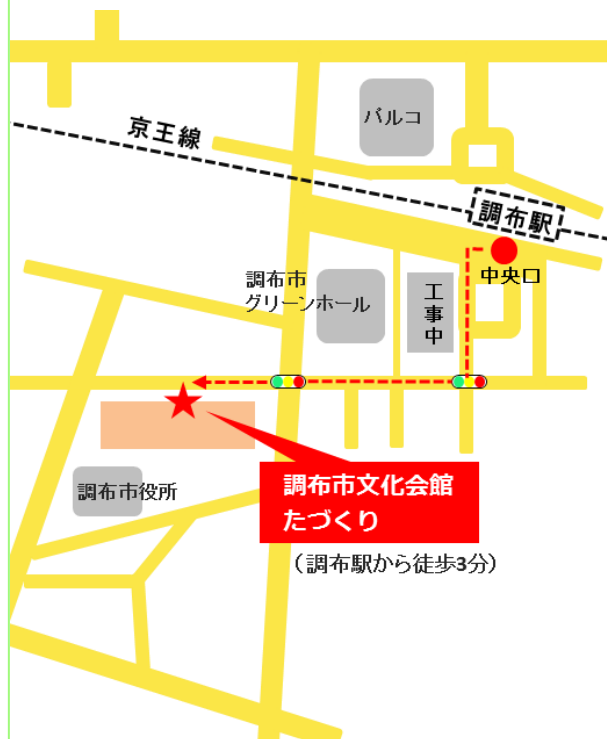 パルコ
京王線
調布駅
中央口
調布市
グリーンホール
工事中
調布市役所
調布市文化会館
たづくり
（調布駅から徒歩3分）